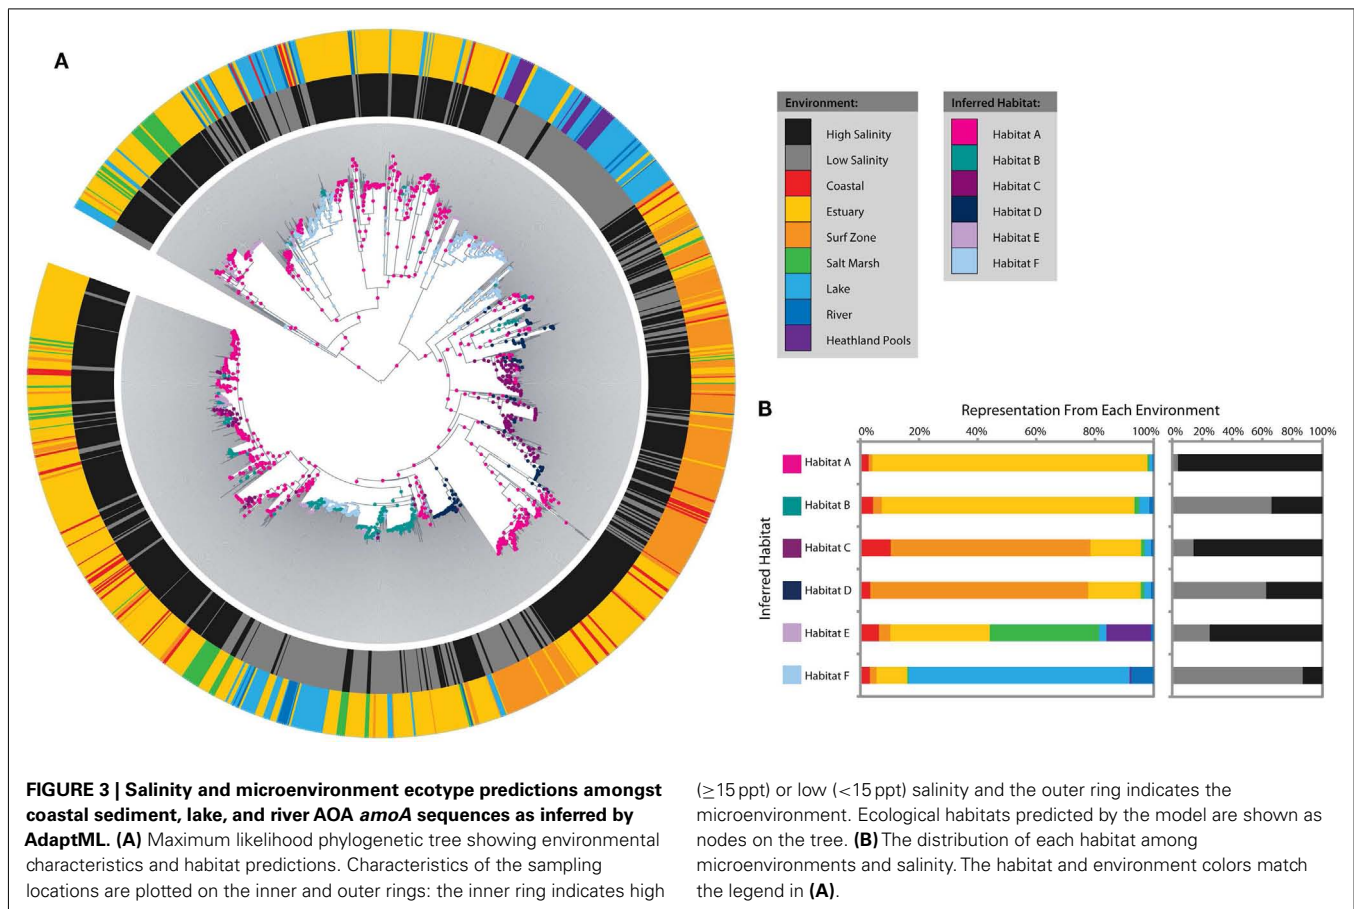 A
Environment:
High Salinity
Low Salinity
Coastal
Estuary
Surf Zone
Salt Marsh
Lake
River
Heathland Pools
Inferred Habitat:
Habitat A
Habitat B
Habitat C
Habitat D
Habitat E
Habitat F
B
Representation From Each Environment
0% 20% 40% 60% 80% 100%
0% 20% 40% 60% 80% 100%
Inferred Habitat
Habitat A
Habitat B
Habitat C
Habitat D
Habitat E
Habitat F
FIGURE 3 | Salinity and microenvironment ecotype predictions amongst
coastal sediment, lake, and river AOA amoA sequences as inferred by
AdaptML. (A) Maximum likelihood phylogenetic tree showing environmental
characteristics and habitat predictions. Characteristics of the sampling
locations are plotted on the inner and outer rings: the inner ring indicates high
(≥15 ppt) or low (<15 ppt) salinity and the outer ring indicates the
microenvironment. Ecological habitats predicted by the model are shown as
nodes on the tree. (B) The distribution of each habitat among
microenvironments and salinity. The habitat and environment colors match
the legend in (A).